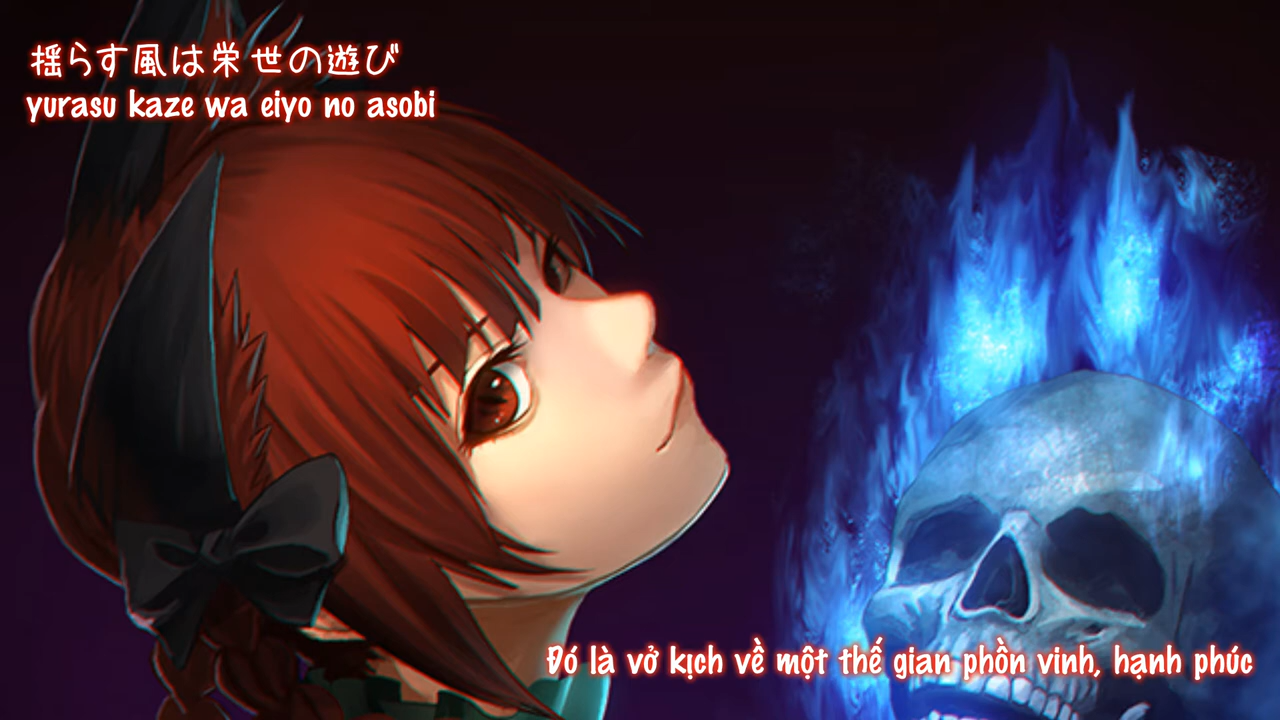 揺らす風は栄世の遊び
yurasu kaze wa eiyo no asobi
Đó là vở kịch về một thế gian phồn vinh, hạnh phúc